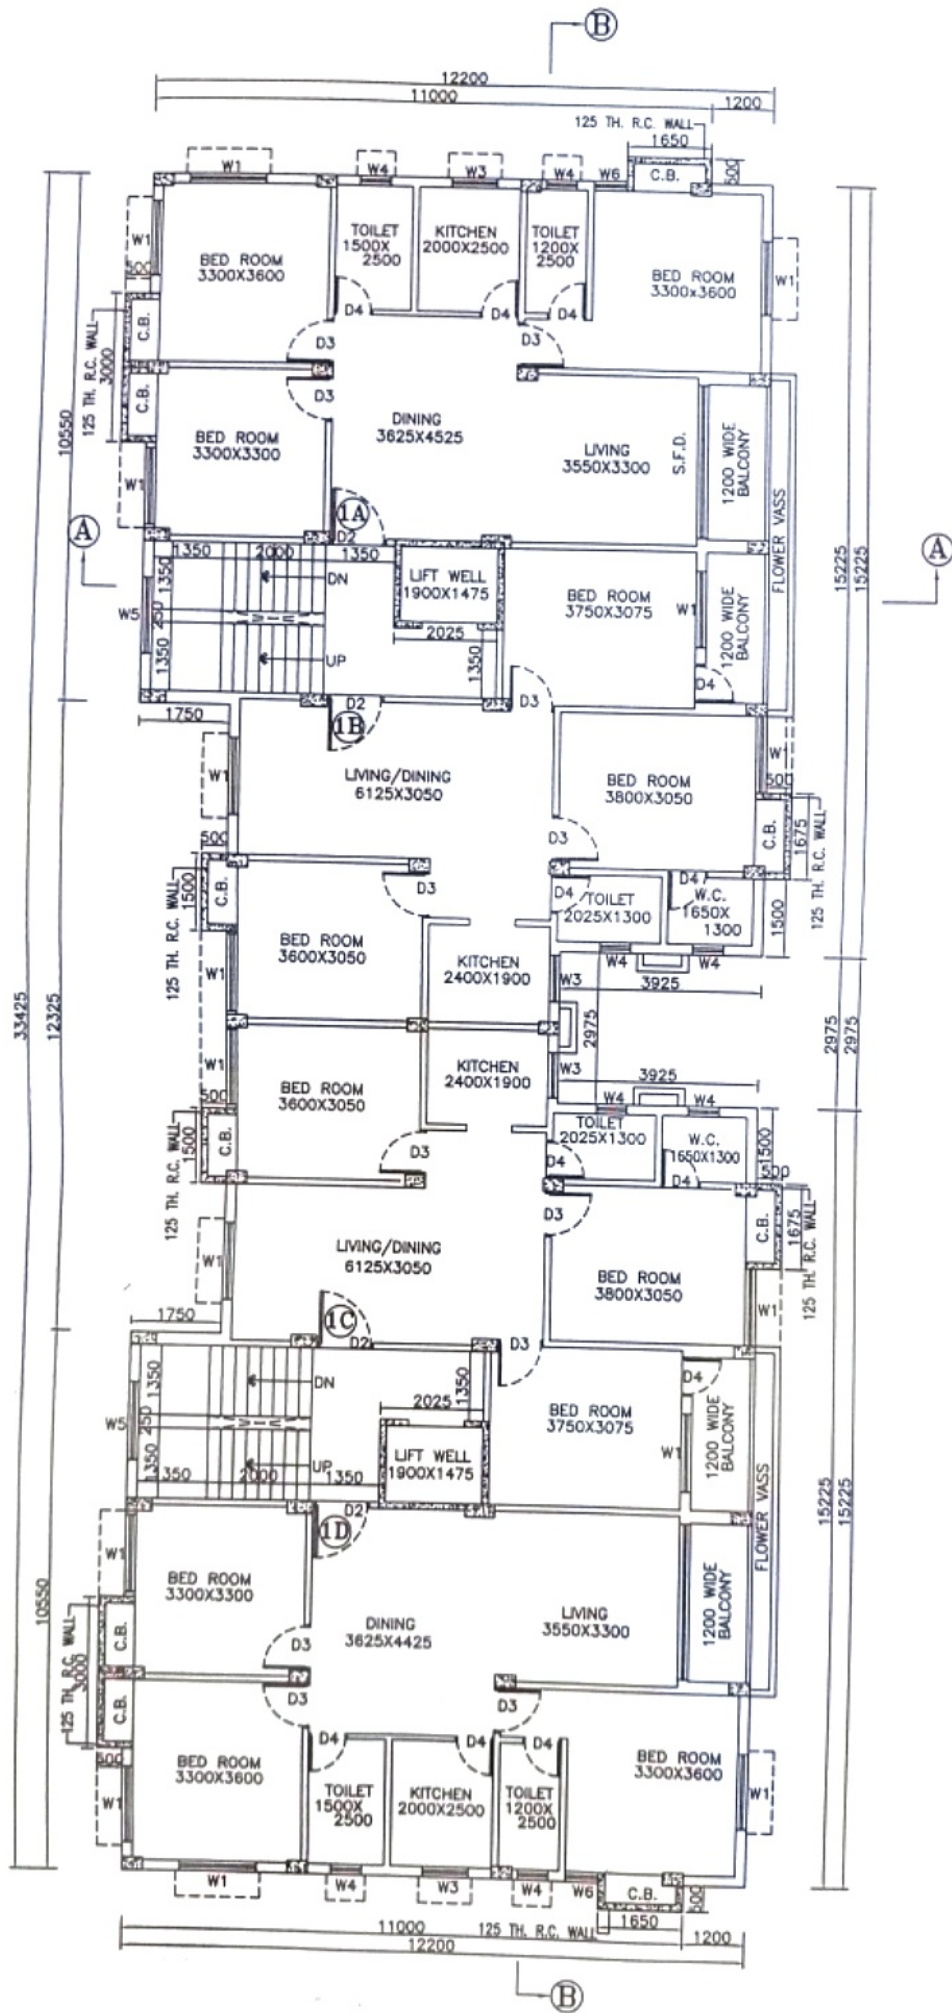 B
12200
11000
1200
125 TH. R.C. WALL
1650
W1
W4
W3
W4
W6
C.B.
500
W1
500
BED ROOM
3300X3600
TOILET
1500X
2500
KITCHEN
2000X2500
TOILET
1200X
2500
BED ROOM
3300x3600
W1
D4
D4
D4
D3
D3
D3
C.B.
C.B.
125 TH. R.C. WALL
3000
10550
BED ROOM
3300X3300
DINING
3625X4525
LIVING
3550X3300
S.F.D.
1200 WIDE
BALCONY
FLOWER VASS
W1
A
1A
D2
A
15225
15225
1350
2000
1350
1350
250
1350
W5
DN
UP
LIFT WELL
1900X1475
2025
1350
BED ROOM
3750X3075
W1
1200 WIDE
BALCONY
D4
D3
D2
1B
1750
W1
LIVING/DINING
6125X3050
BED ROOM
3800X3050
W1
500
C.B.
1675
125 TH. R.C. WALL
D3
500
C.B.
1500
125 TH. R.C. WALL
D3
D4
TOILET
2025X1300
D4
W.C.
1650X
1300
1500
BED ROOM
3600X3050
KITCHEN
2400X1900
W4
W4
W3
3925
W1
33425
12325
2975
2975
2975
W1
BED ROOM
3600X3050
KITCHEN
2400X1900
W3
3925
W4
W4
500
C.B.
1500
125 TH. R.C. WALL
D3
TOILET
2025X1300
D4
W.C.
1650X1300
D4
1500
500
C.B.
1675
125 TH. R.C. WALL
D3
W1
LIVING/DINING
6125X3050
BED ROOM
3800X3050
W1
1750
1C
D2
D3
1350
250
1350
W5
DN
UP
1350
2000
1350
2025
1350
LIFT WELL
1900X1475
BED ROOM
3750X3075
W1
D4
1200 WIDE
BALCONY
FLOWER VASS
15225
15225
D2
1D
W1
BED ROOM
3300X3300
DINING
3625X4425
LIVING
3550X3300
1200 WIDE
BALCONY
10550
125 TH. R.C. WALL
3000
C.B.
C.B.
D3
D3
D3
D4
D4
D4
500
W1
BED ROOM
3300X3600
TOILET
1500X
2500
KITCHEN
2000X2500
TOILET
1200X
2500
BED ROOM
3300X3600
W1
W1
W4
W3
W4
W6
C.B.
500
11000
125 TH. R.C. WALL
1650
1200
12200
B